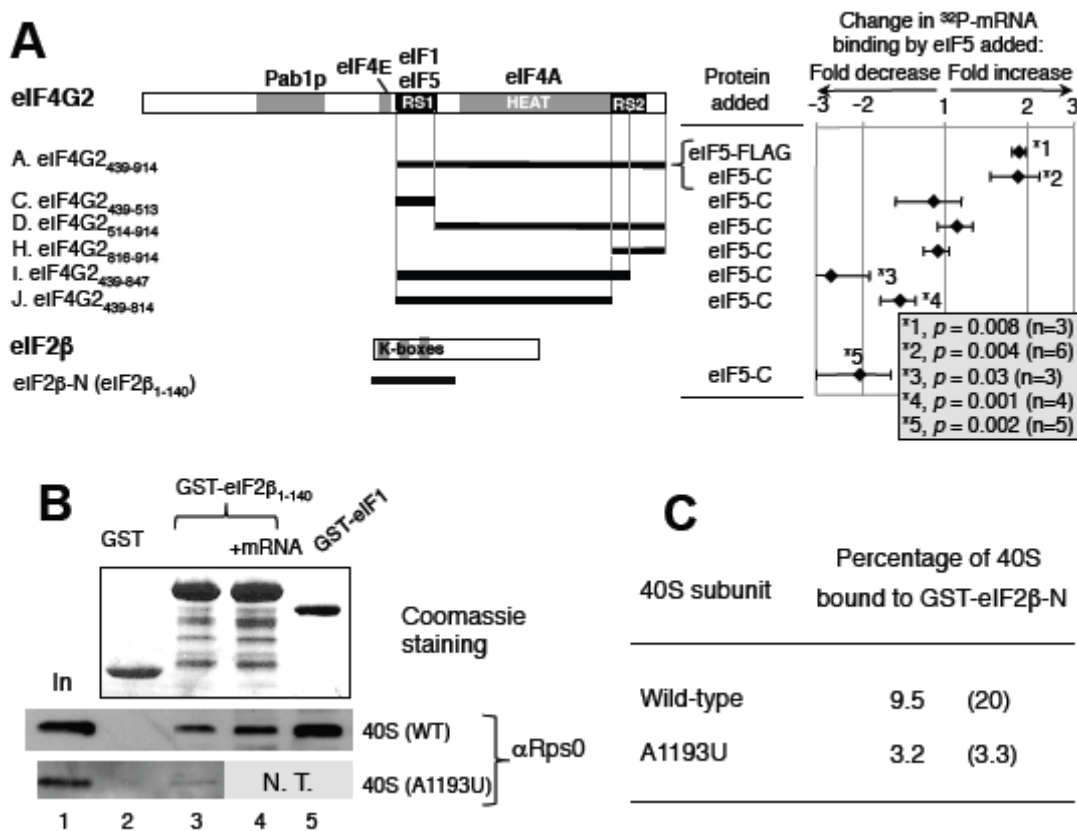 A
Change in ³²P-mRNA
binding by eIF5 added:
Fold decrease Fold increase
-3 -2 1 2 3
Protein
added
eIF4G2
Pab1p
eIF4E
eIF1
eIF5
eIF4A
RS1
HEAT
RS2
A. eIF4G2439-914
eIF5-FLAG
*1
eIF5-C
*2
C. eIF4G2439-513
eIF5-C
D. eIF4G2514-914
eIF5-C
H. eIF4G2816-914
eIF5-C
I. eIF4G2439-847
eIF5-C
*3
J. eIF4G2439-814
eIF5-C
*4
eIF2β
K-boxes
eIF2β-N (eIF2β1-140)
eIF5-C
*5
*1, p = 0.008 (n=3)
*2, p = 0.004 (n=6)
*3, p = 0.03 (n=3)
*4, p = 0.001 (n=4)
*5, p = 0.002 (n=5)
B
GST-eIF2β1-140
GST
+mRNA
GST-eIF1
Coomassie
staining
In
40S (WT)
αRps0
N. T.
40S (A1193U)
1 2 3 4 5
C
40S subunit
Percentage of 40S
bound to GST-eIF2β-N
Wild-type 9.5 (20)
A1193U 3.2 (3.3)